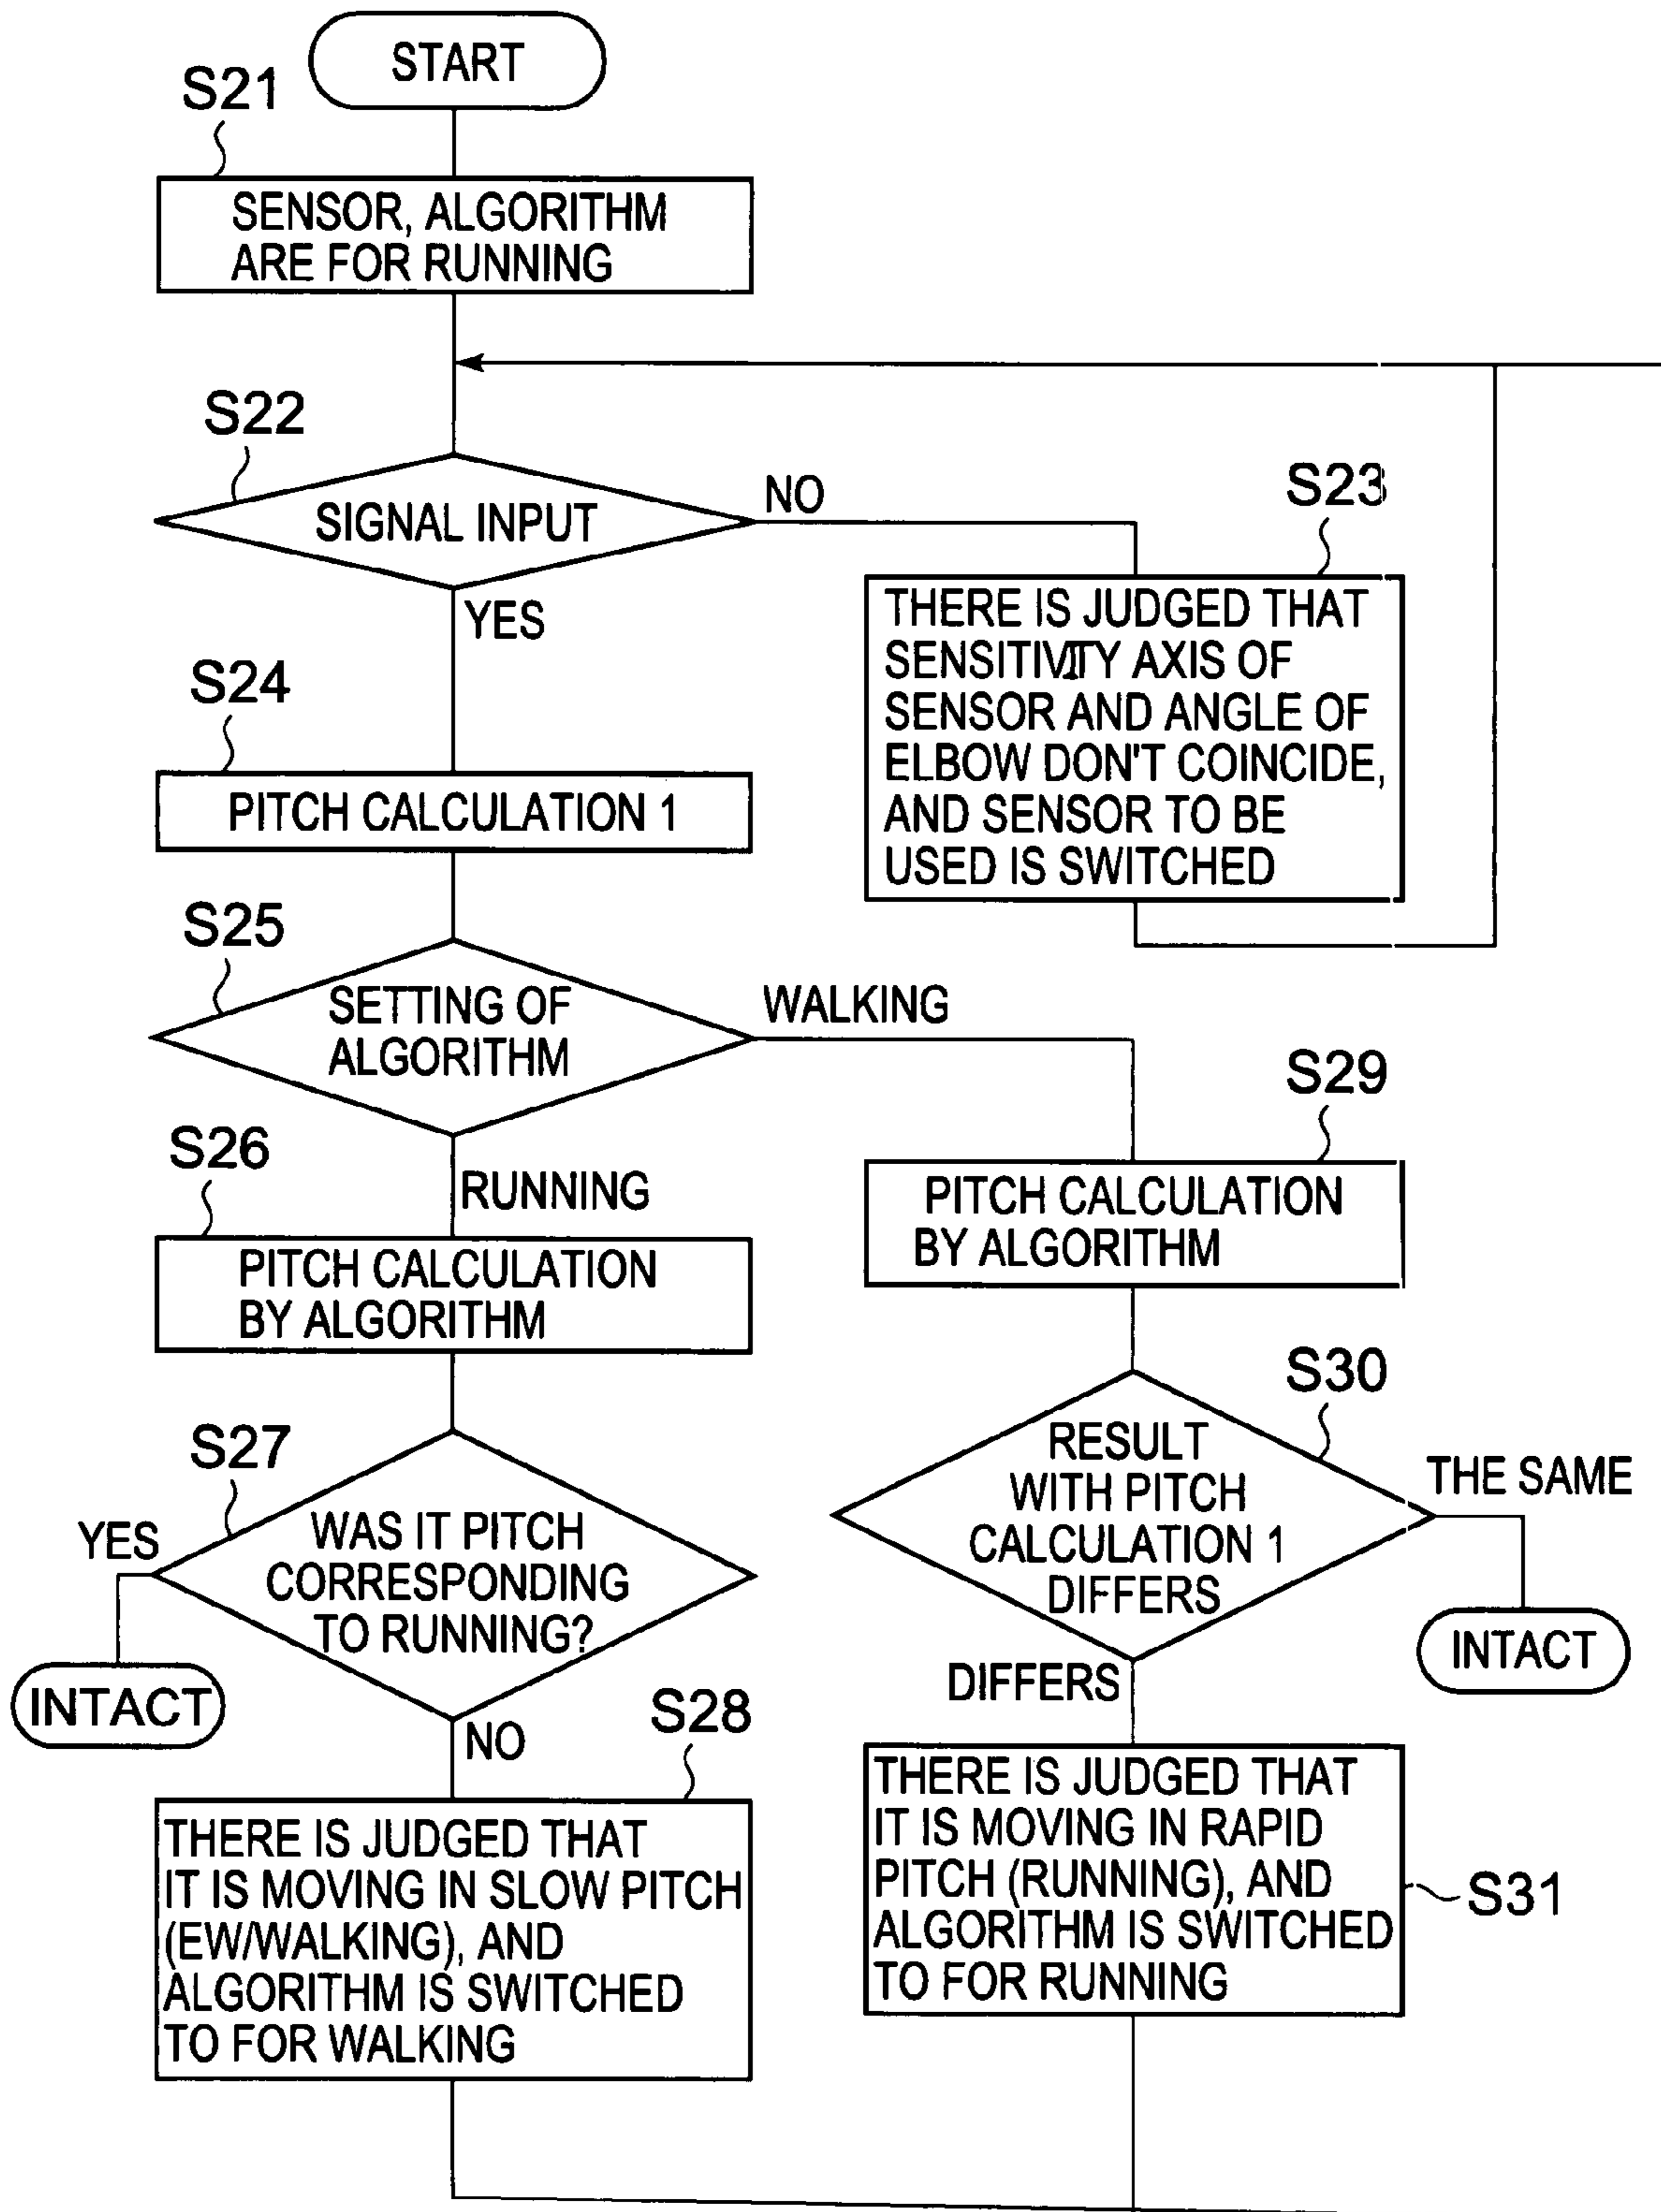 START
S21
SENSOR, ALGORITHM
ARE FOR RUNNING
S22
SIGNAL INPUT
NO
YES
S23
THERE IS JUDGED THAT
SENSITIVITY AXIS OF
SENSOR AND ANGLE OF
ELBOW DON'T COINCIDE,
AND SENSOR TO BE
USED IS SWITCHED
S24
PITCH CALCULATION 1
S25
SETTING OF
ALGORITHM
WALKING
RUNNING
S26
PITCH CALCULATION
BY ALGORITHM
S27
WAS IT PITCH
CORRESPONDING
TO RUNNING?
YES
INTACT
NO
S28
THERE IS JUDGED THAT
IT IS MOVING IN SLOW PITCH
(EW/WALKING), AND
ALGORITHM IS SWITCHED
TO FOR WALKING
S29
PITCH CALCULATION
BY ALGORITHM
S30
RESULT
WITH PITCH
CALCULATION 1
DIFFERS
THE SAME
INTACT
DIFFERS
THERE IS JUDGED THAT
IT IS MOVING IN RAPID
PITCH (RUNNING), AND
ALGORITHM IS SWITCHED
TO FOR RUNNING
S31